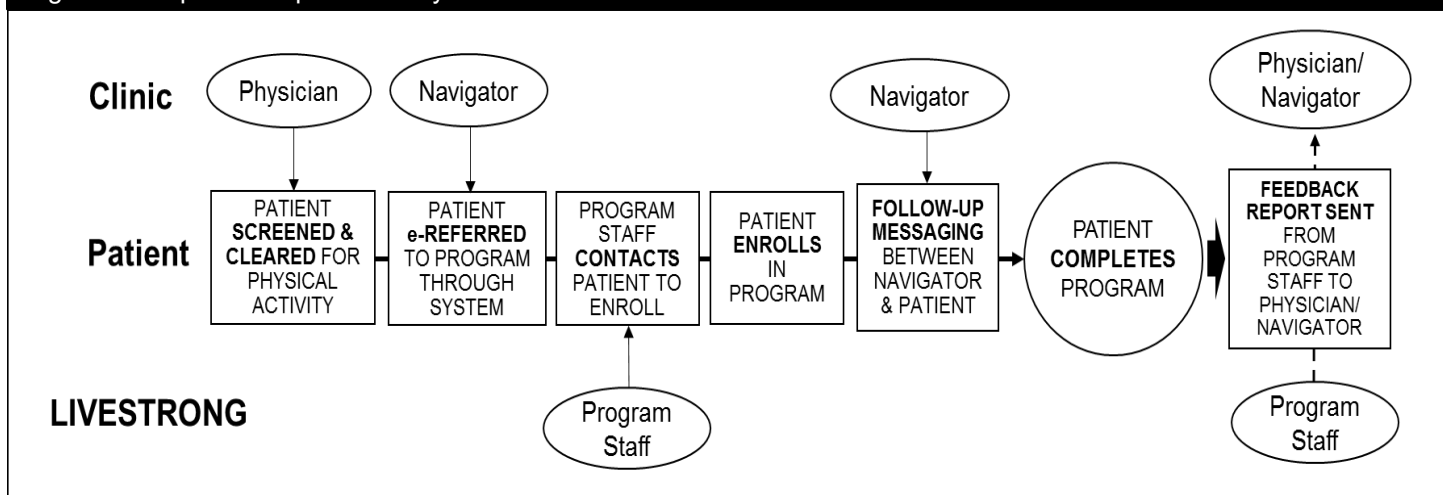 Clinic
Physician
Navigator
Navigator
Physician/
Navigator
Patient
PATIENT
SCREENED &
CLEARED FOR
PHYSICAL
ACTIVITY
PATIENT
e-REFERRED
TO PROGRAM
THROUGH
SYSTEM
PROGRAM
STAFF
CONTACTS
PATIENT TO
ENROLL
PATIENT
ENROLLS
IN
PROGRAM
FOLLOW-UP
MESSAGING
BETWEEN
NAVIGATOR
& PATIENT
PATIENT
COMPLETES
PROGRAM
FEEDBACK
REPORT SENT
FROM
PROGRAM
STAFF TO
PHYSICIAN/
NAVIGATOR
LIVESTRONG
Program
Staff
Program
Staff